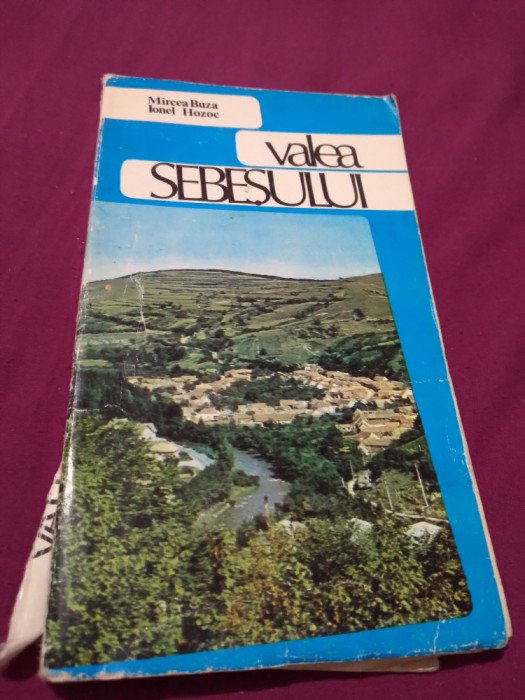 Mircea Buza
Ionel Hozoc
valea
SEBEȘULUI